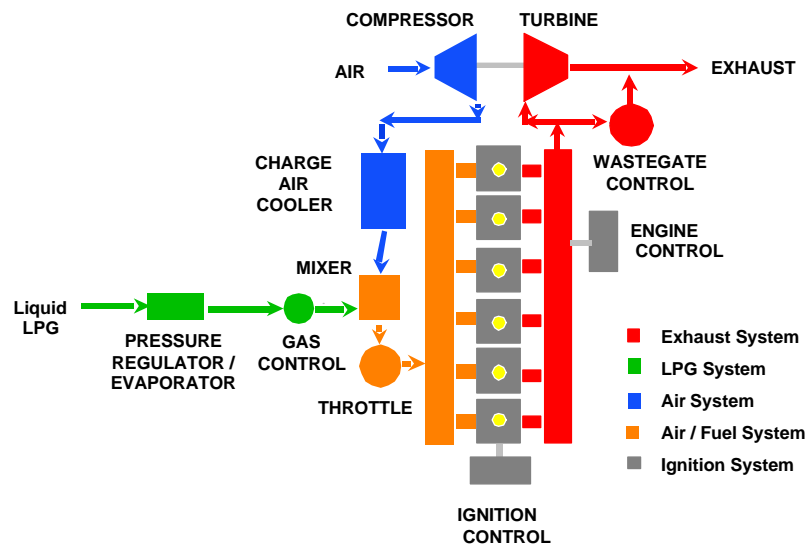 COMPRESSOR
TURBINE
AIR
EXHAUST
CHARGE
AIR
COOLER
WASTEGATE
CONTROL
ENGINE
CONTROL
MIXER
Liquid
LPG
PRESSURE
REGULATOR /
EVAPORATOR
GAS
CONTROL
THROTTLE
Exhaust System
LPG System
Air System
Air / Fuel System
Ignition System
IGNITION
CONTROL